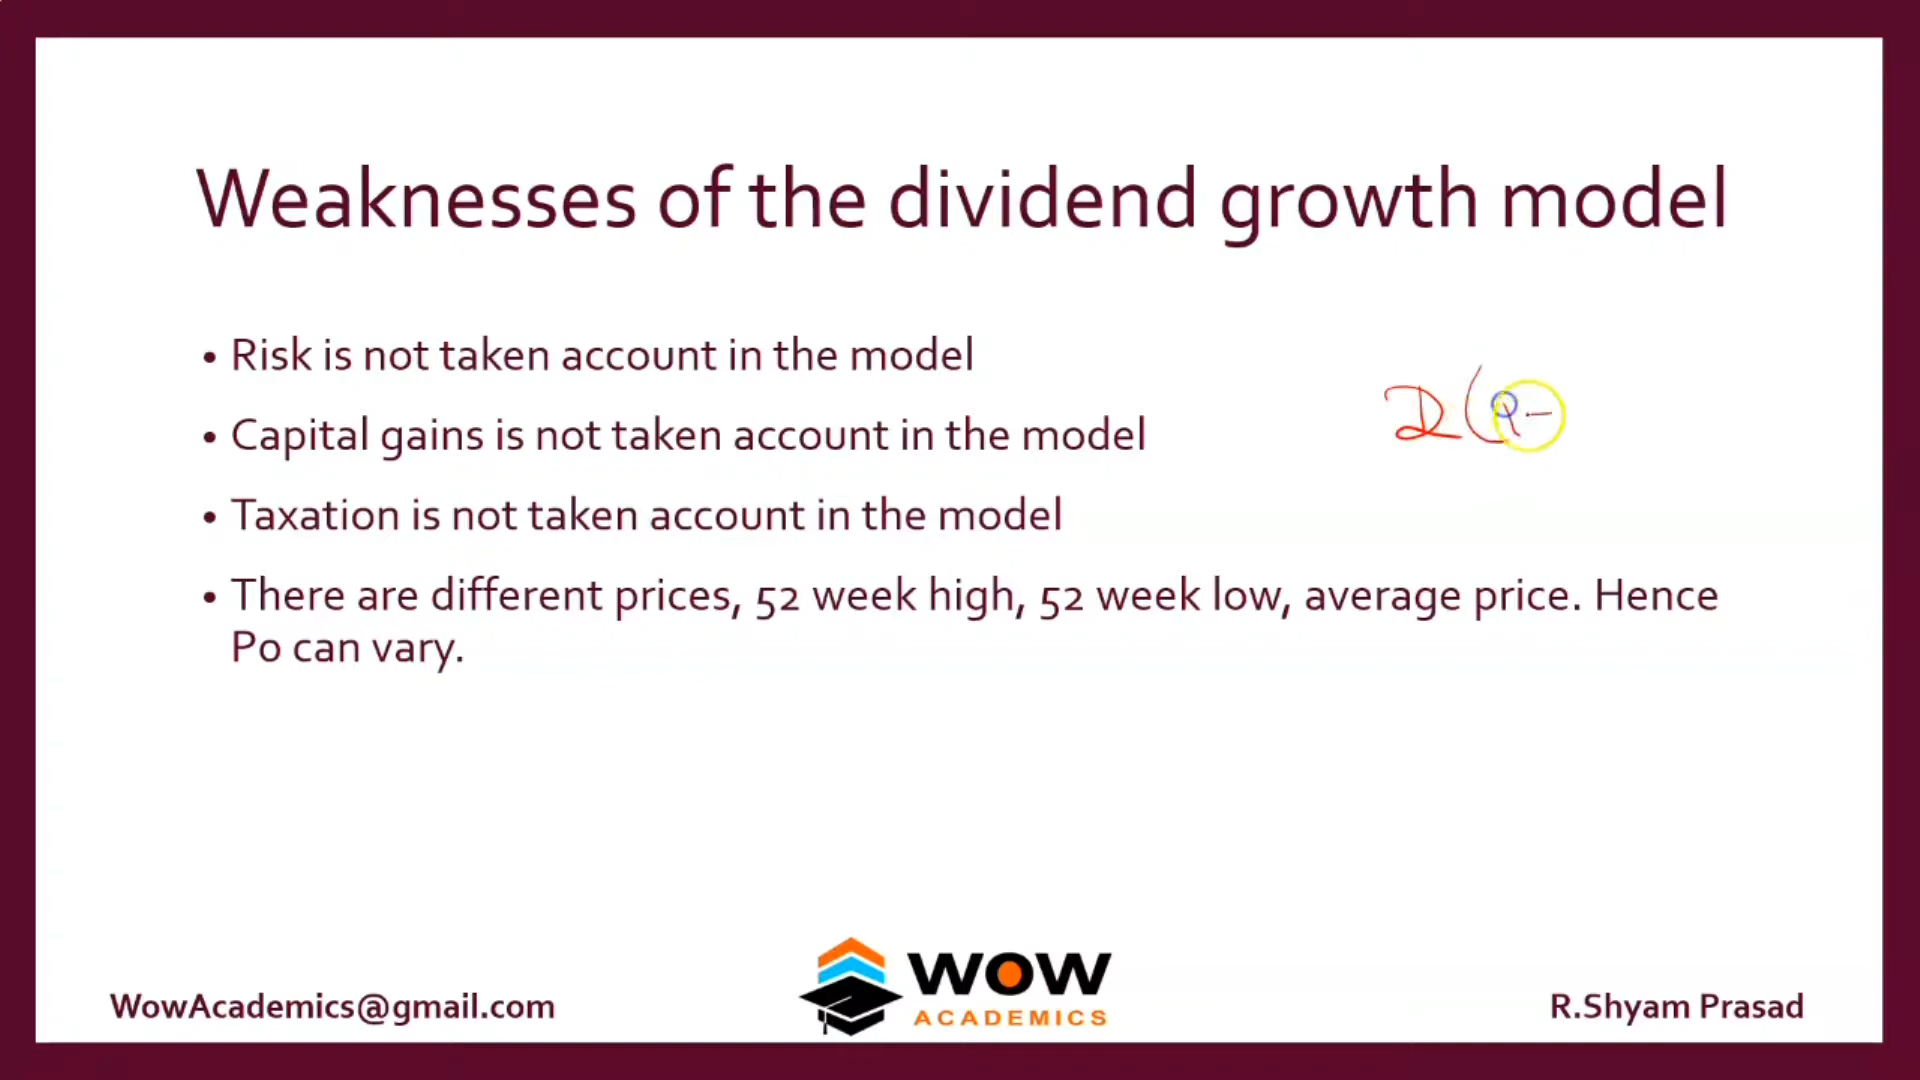 Weaknesses of the dividend growth model
• Risk is not taken account in the model
D(R-
• Capital gains is not taken account in the model
• Taxation is not taken account in the model
• There are different prices, 52 week high, 52 week low, average price. Hence
Po can vary.
WowAcademics@gmail.com
WOW
ACADEMICS
R.Shyam Prasad